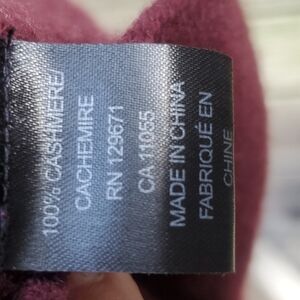 100% CASHMERE/
CACHEMIRE
RN 129671
CA 11055
MADE IN CHINA
FABRIQUÉ EN
CHINE